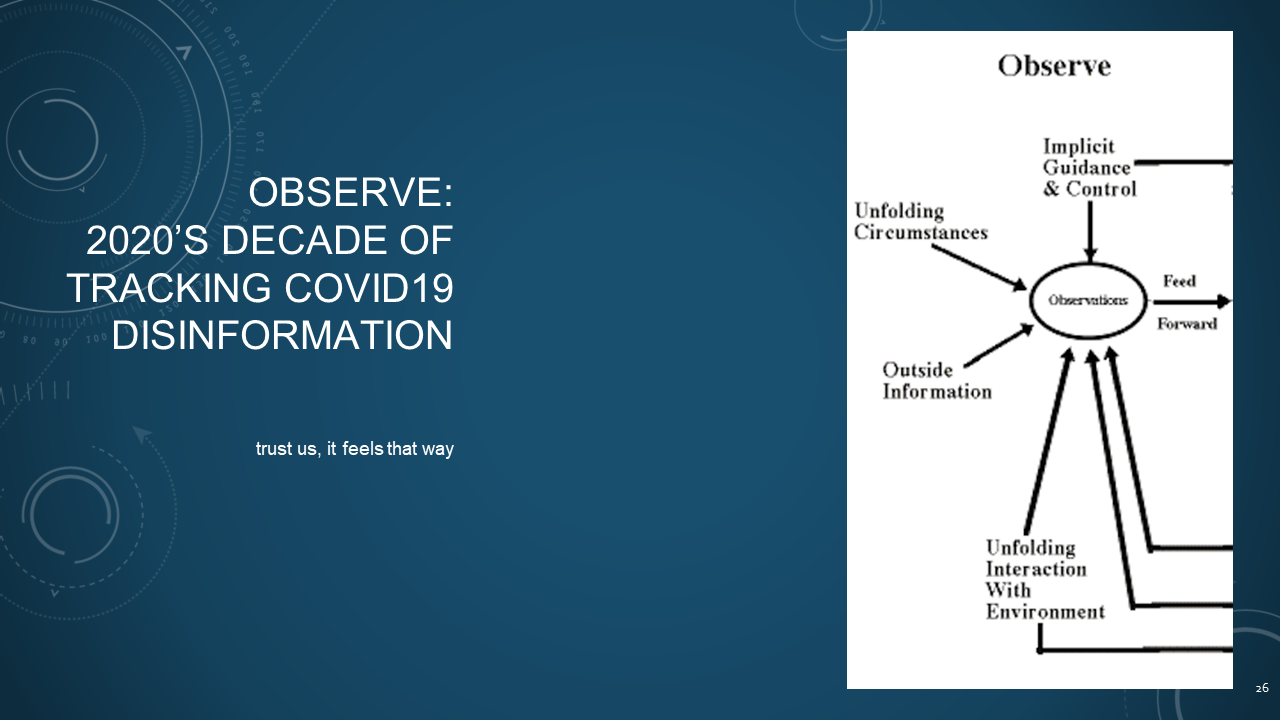 OBSERVE:
2020’S DECADE OF
TRACKING COVID19
DISINFORMATION
trust us, it feels that way
Observe
Implicit
Guidance
& Control
Unfolding
Circumstances
Observations
Feed
Forward
Outside
Information
Unfolding
Interaction
With
Environment
26